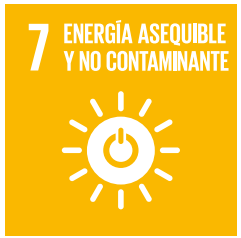 7 ENERGÍA ASEQUIBLE
Y NO CONTAMINANTE